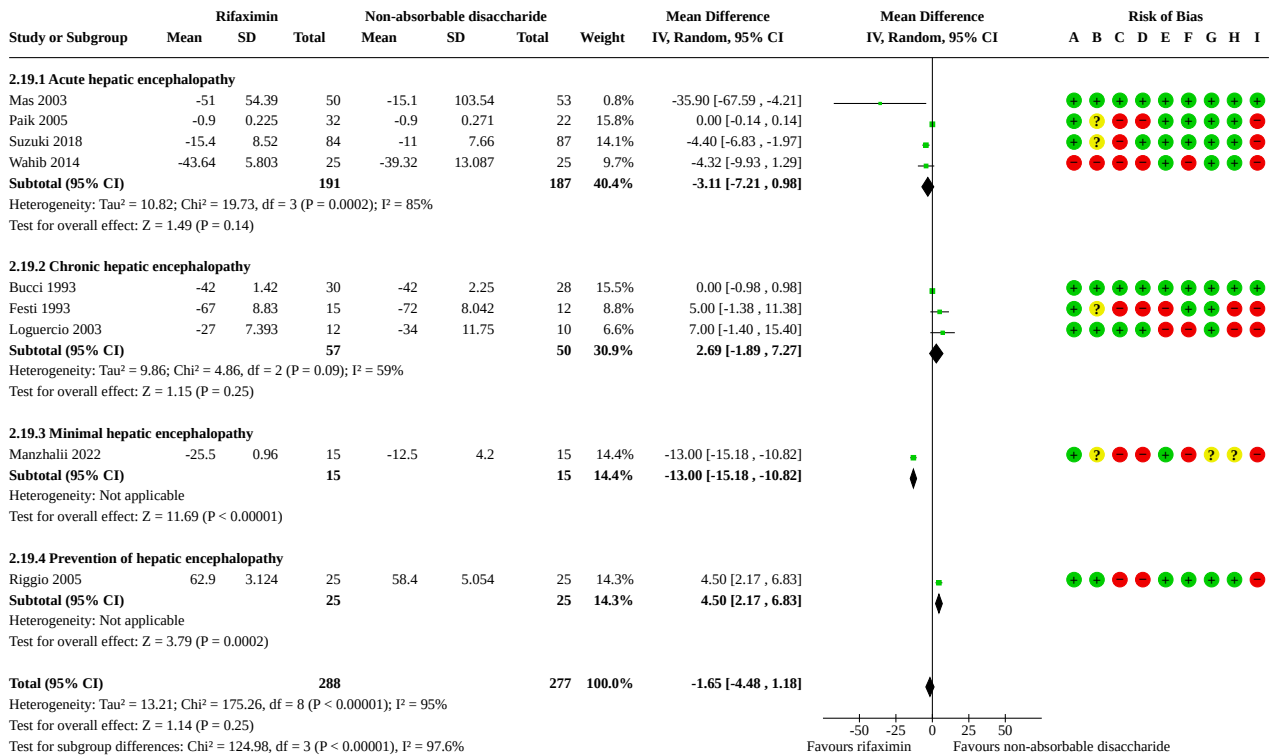 Rifaximin Non-absorbable disaccharide Mean Difference Mean Difference Risk of Bias
Study or Subgroup Mean SD Total Mean SD Total Weight IV, Random, 95% CI IV, Random, 95% CI A B C D E F G H I
2.19.1 Acute hepatic encephalopathy
Mas 2003 -51 54.39 50 -15.1 103.54 53 0.8% -35.90 [-67.59 , -4.21] + + + + + + + + +
Paik 2005 -0.9 0.225 32 -0.9 0.271 22 15.8% 0.00 [-0.14 , 0.14] + ? − − + + + + −
Suzuki 2018 -15.4 8.52 84 -11 7.66 87 14.1% -4.40 [-6.83 , -1.97] + ? − − + + + + −
Wahib 2014 -43.64 5.803 25 -39.32 13.087 25 9.7% -4.32 [-9.93 , 1.29] − − − − + − + + −
Subtotal (95% CI) 191 187 40.4% -3.11 [-7.21 , 0.98]
Heterogeneity: Tau² = 10.82; Chi² = 19.73, df = 3 (P = 0.0002); I² = 85%
Test for overall effect: Z = 1.49 (P = 0.14)
2.19.2 Chronic hepatic encephalopathy
Bucci 1993 -42 1.42 30 -42 2.25 28 15.5% 0.00 [-0.98 , 0.98] + + + + + + + + +
Festi 1993 -67 8.83 15 -72 8.042 12 8.8% 5.00 [-1.38 , 11.38] + ? − − − + + − −
Loguercio 2003 -27 7.393 12 -34 11.75 10 6.6% 7.00 [-1.40 , 15.40] + + + + − − + − −
Subtotal (95% CI) 57 50 30.9% 2.69 [-1.89 , 7.27]
Heterogeneity: Tau² = 9.86; Chi² = 4.86, df = 2 (P = 0.09); I² = 59%
Test for overall effect: Z = 1.15 (P = 0.25)
2.19.3 Minimal hepatic encephalopathy
Manzhalii 2022 -25.5 0.96 15 -12.5 4.2 15 14.4% -13.00 [-15.18 , -10.82] + ? − − + − ? ? −
Subtotal (95% CI) 15 15 14.4% -13.00 [-15.18 , -10.82]
Heterogeneity: Not applicable
Test for overall effect: Z = 11.69 (P < 0.00001)
2.19.4 Prevention of hepatic encephalopathy
Riggio 2005 62.9 3.124 25 58.4 5.054 25 14.3% 4.50 [2.17 , 6.83] + + − − + + + + −
Subtotal (95% CI) 25 25 14.3% 4.50 [2.17 , 6.83]
Heterogeneity: Not applicable
Test for overall effect: Z = 3.79 (P = 0.0002)
Total (95% CI) 288 277 100.0% -1.65 [-4.48 , 1.18]
Heterogeneity: Tau² = 13.21; Chi² = 175.26, df = 8 (P < 0.00001); I² = 95%
Test for overall effect: Z = 1.14 (P = 0.25) -50 -25 0 25 50
Test for subgroup differences: Chi² = 124.98, df = 3 (P < 0.00001), I² = 97.6% Favours rifaximin Favours non-absorbable disaccharide